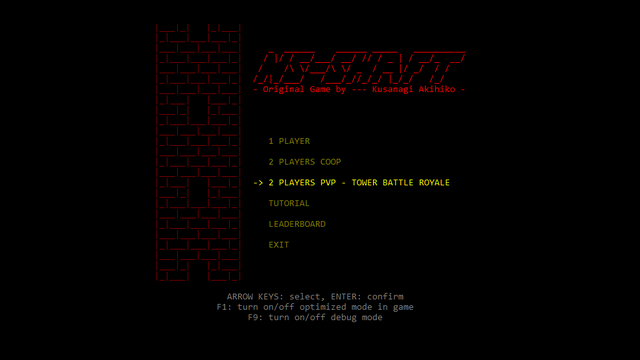 NS-SHAFT
- Original Game by --- Kusanagi Akihiko -
1 PLAYER
2 PLAYERS COOP
-> 2 PLAYERS PVP - TOWER BATTLE ROYALE
TUTORIAL
LEADERBOARD
EXIT
ARROW KEYS: select, ENTER: confirm
F1: turn on/off optimized mode in game
F9: turn on/off debug mode